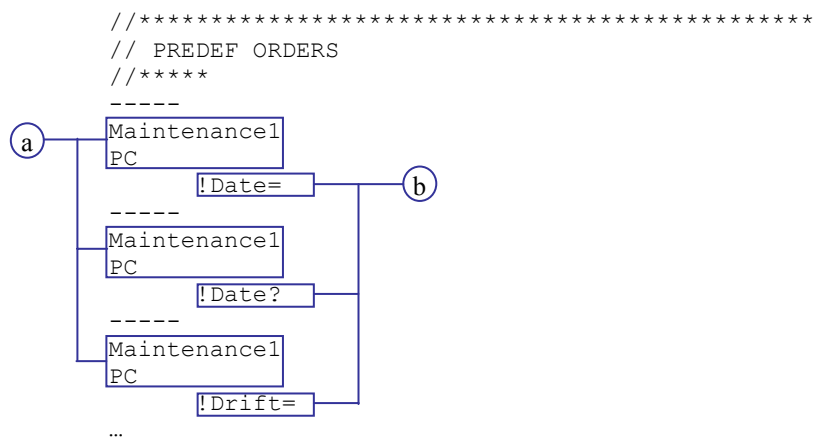 //***********************************************
// PREDEF ORDERS
//*****
-----
a
Maintenance1
PC
!Date=
b
-----
Maintenance1
PC
!Date?
-----
Maintenance1
PC
!Drift=
…